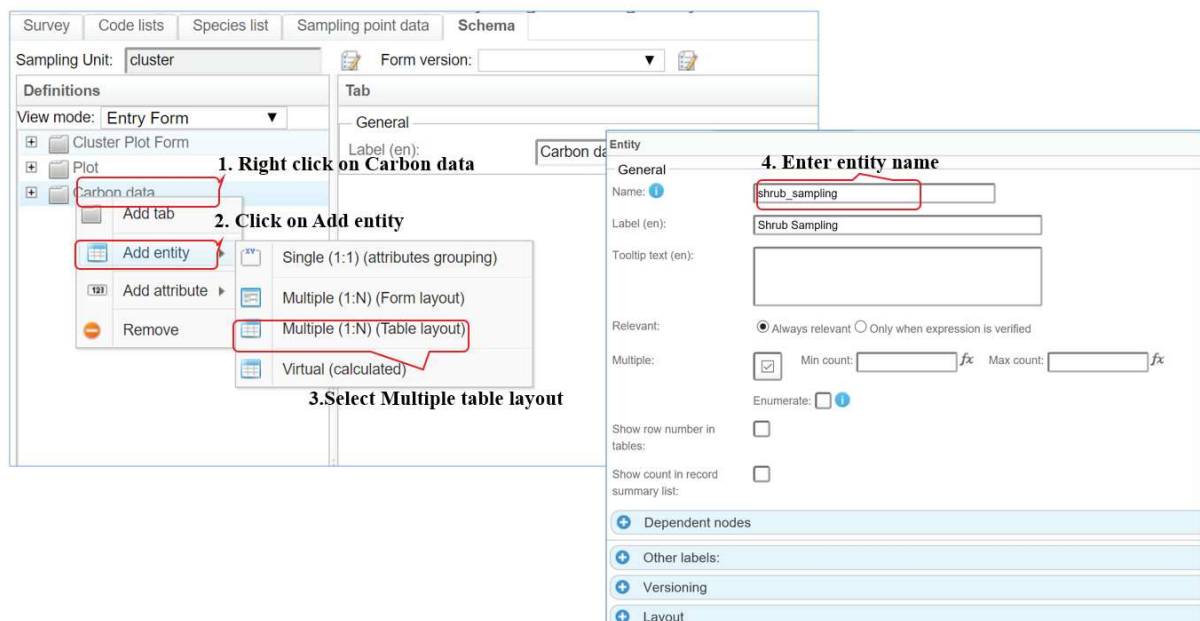 Survey Code lists Species list Sampling point data Schema
Sampling Unit: cluster Form version:
Definitions Tab
View mode: Entry Form
General
Cluster Plot Form
Label (en): Carbon da
Plot
1. Right click on Carbon data
Carbon data
Add tab
2. Click on Add entity
Add entity
Single (1:1) (attributes grouping)
Add attribute
Multiple (1:N) (Form layout)
Remove
Multiple (1:N) (Table layout)
Virtual (calculated)
3.Select Multiple table layout
Entity
General
4. Enter entity name
Name: shrub_sampling
Label (en): Shrub Sampling
Tooltip text (en):
Relevant: Always relevant Only when expression is verified
Multiple: Min count: fx Max count: fx
Enumerate:
Show row number in
tables:
Show count in record
summary list:
Dependent nodes
Other labels:
Versioning
Layout